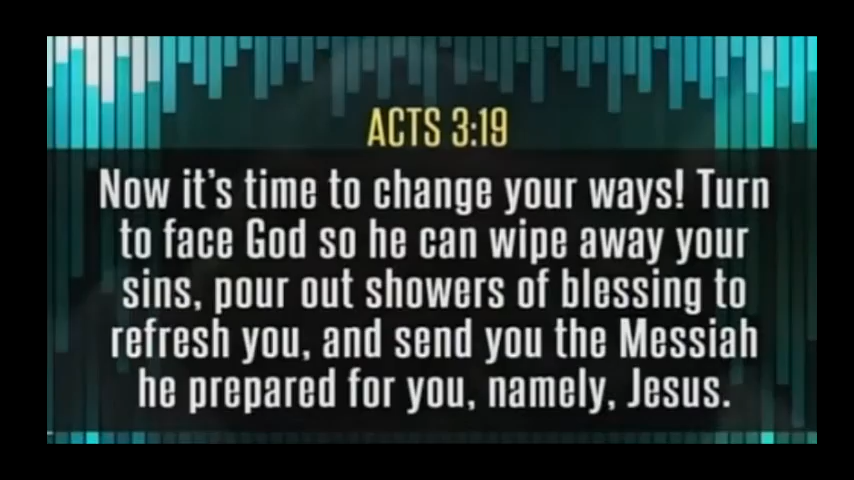 ACTS 3:19
Now it's time to change your ways! Turn
to face God so he can wipe away your
sins, pour out showers of blessing to
refresh you, and send you the Messiah
he prepared for you, namely, Jesus.